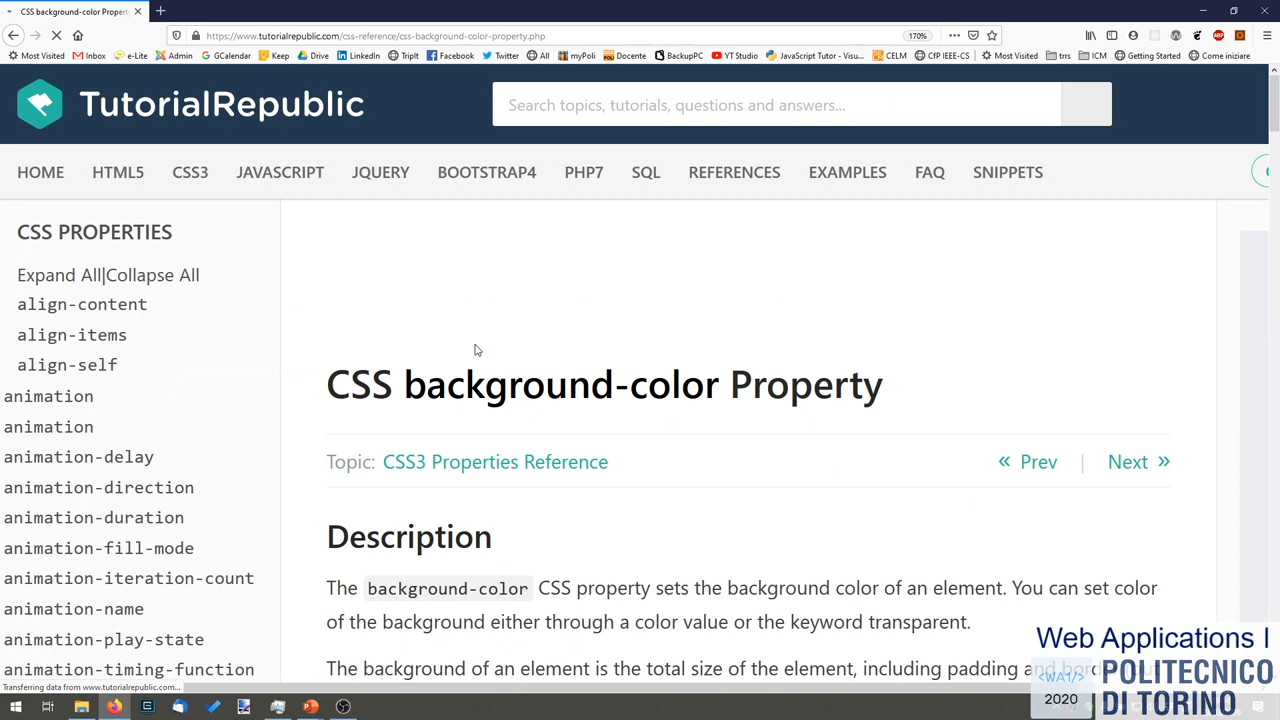 CSS background-color Property
https://www.tutorialrepublic.com/css-reference/css-background-color-property.php
170%
Most Visited
Inbox
e-Lite
Admin
GCalendar
Keep
Drive
LinkedIn
TripIt
Facebook
Twitter
All
myPoli
Docente
BackupPC
YT Studio
JavaScript Tutor - Visu...
CELM
CfP IEEE-CS
Most Visited
trrs
ICM
Getting Started
Come iniziare
TutorialRepublic
Search topics, tutorials, questions and answers...
HOME HTML5 CSS3 JAVASCRIPT JQUERY BOOTSTRAP4 PHP7 SQL REFERENCES EXAMPLES FAQ SNIPPETS
CSS PROPERTIES
Expand All|Collapse All
align-content
align-items
align-self
animation
animation
animation-delay
animation-direction
animation-duration
animation-fill-mode
animation-iteration-count
animation-name
animation-play-state
animation-timing-function
CSS background-color Property
Topic: CSS3 Properties Reference
« Prev | Next »
Description
The background-color CSS property sets the background color of an element. You can set color
of the background either through a color value or the keyword transparent.
The background of an element is the total size of the element, including padding and border
Transferring data from www.tutorialrepublic.com...
Web Applications I
<WA1/>
2020
POLITECNICO
DI TORINO